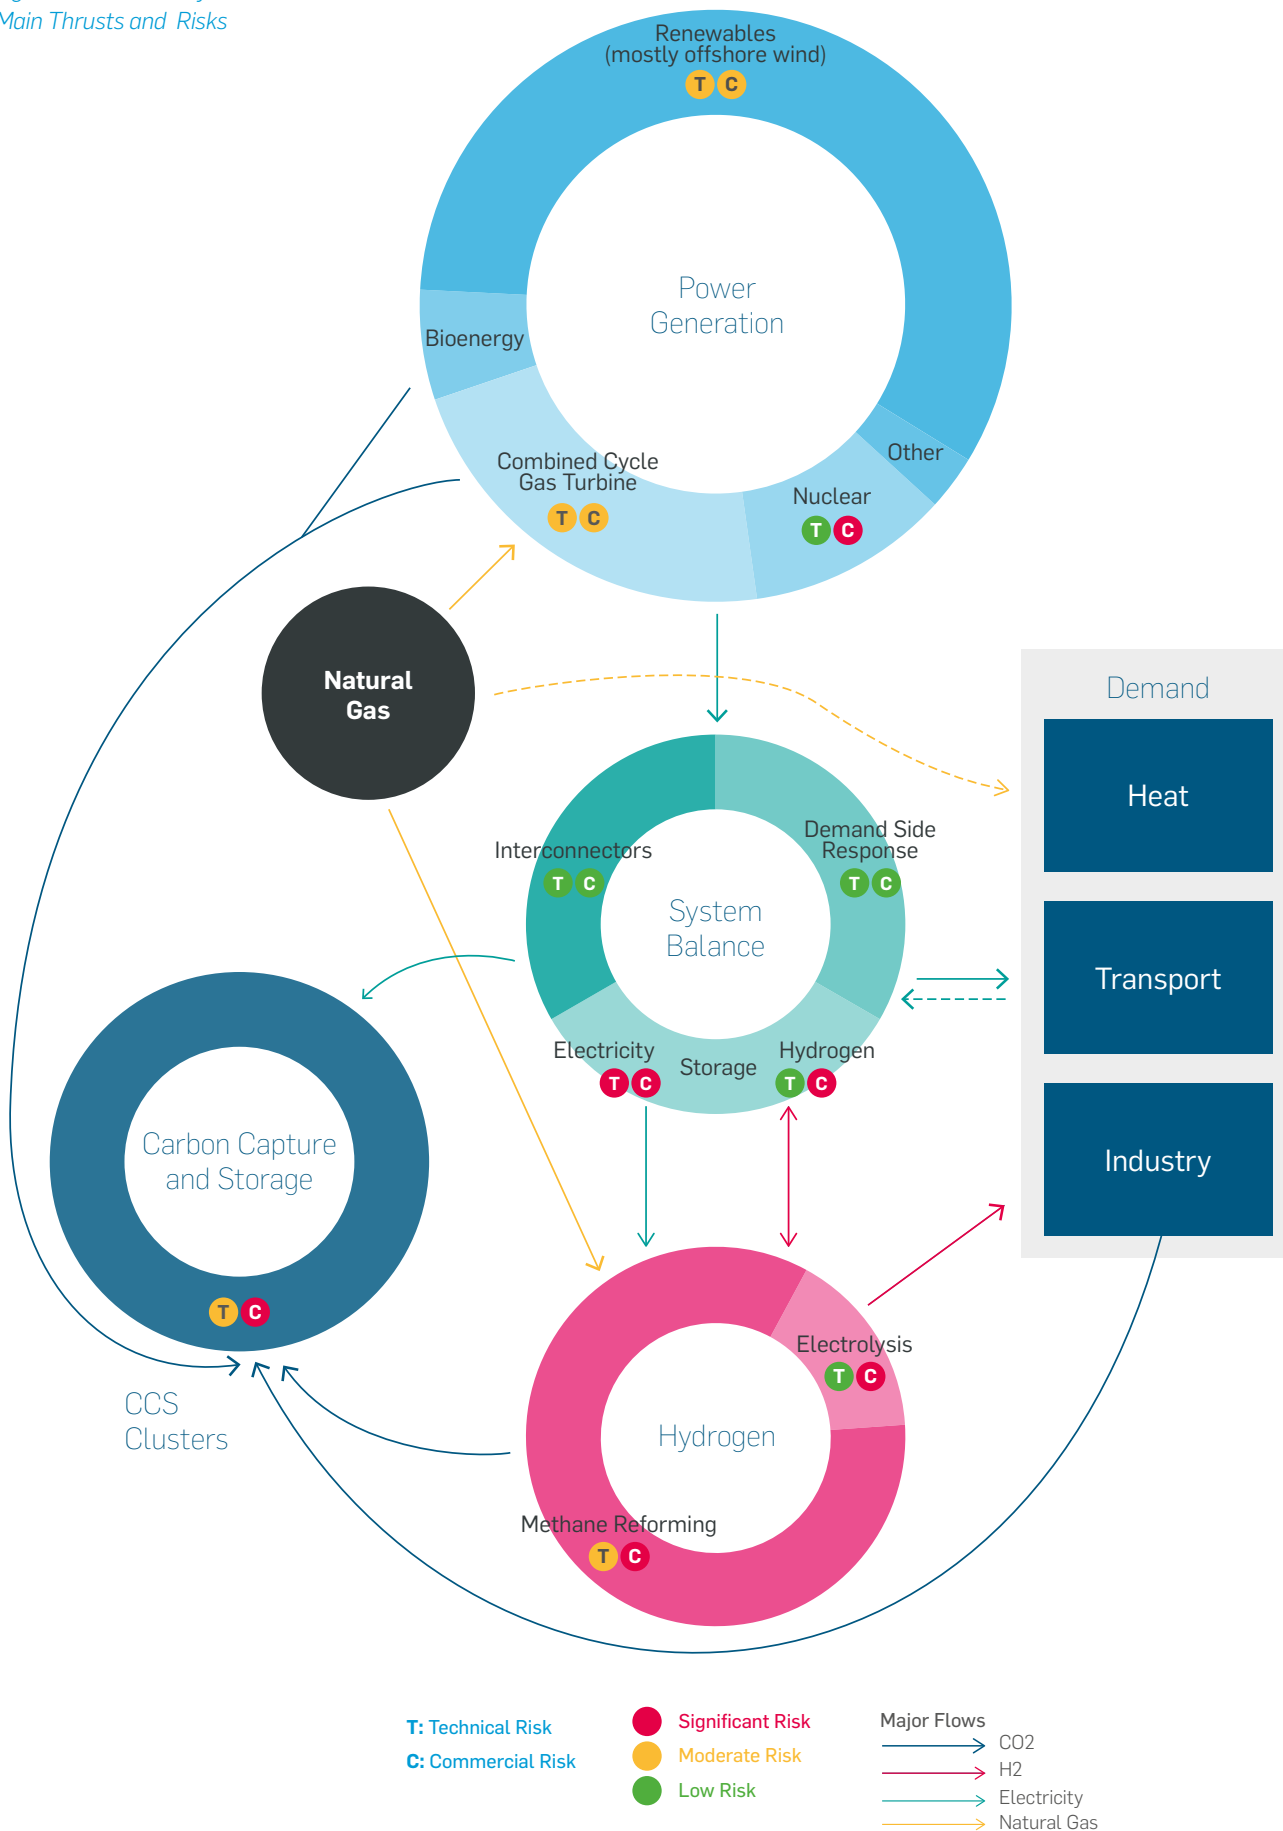 Main Thrusts and Risks
Renewables
(mostly offshore wind)
T C
Power
Generation
Bioenergy
Other
Combined Cycle
Gas Turbine
T C
Nuclear
T C
Natural
Gas
Demand
Heat
Transport
Industry
Interconnectors
T C
Demand Side
Response
T C
System
Balance
Electricity
T C
Storage
Hydrogen
T C
Carbon Capture
and Storage
T C
CCS
Clusters
Electrolysis
T C
Hydrogen
Methane Reforming
T C
T: Technical Risk
C: Commercial Risk
Significant Risk
Moderate Risk
Low Risk
Major Flows
CO2
H2
Electricity
Natural Gas